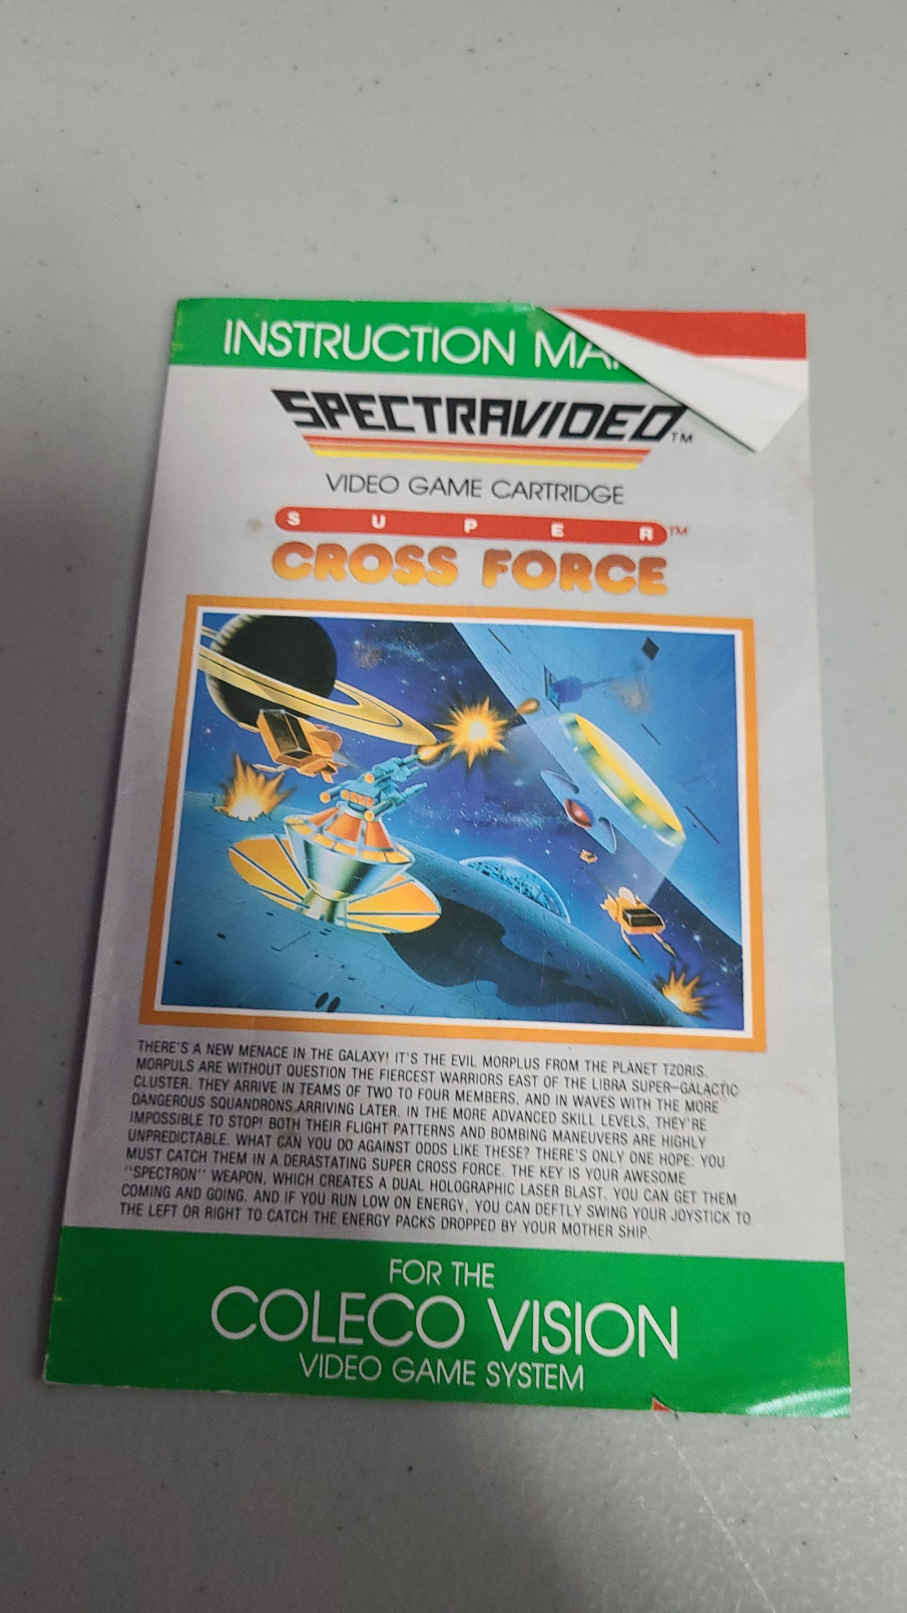 INSTRUCTION MA
SPECTRAVIDEO™
VIDEO GAME CARTRIDGE
SUPER™
CROSS FORCE
THERE'S A NEW MENACE IN THE GALAXY! IT'S THE EVIL MORPLUS FROM THE PLANET TZORIS.
MORPULS ARE WITHOUT QUESTION THE FIERCEST WARRIORS EAST OF THE LIBRA SUPER-GALACTIC
CLUSTER. THEY ARRIVE IN TEAMS OF TWO TO FOUR MEMBERS, AND IN WAVES WITH THE MORE
DANGEROUS SQUANDRONS ARRIVING LATER. IN THE MORE ADVANCED SKILL LEVELS, THEY'RE
IMPOSSIBLE TO STOP! BOTH THEIR FLIGHT PATTERNS AND BOMBING MANEUVERS ARE HIGHLY
UNPREDICTABLE. WHAT CAN YOU DO AGAINST ODDS LIKE THESE? THERE'S ONLY ONE HOPE: YOU
MUST CATCH THEM IN A DERASTATING SUPER CROSS FORCE. THE KEY IS YOUR AWESOME
"SPECTRON" WEAPON, WHICH CREATES A DUAL HOLOGRAPHIC LASER BLAST, YOU CAN GET THEM
COMING AND GOING. AND IF YOU RUN LOW ON ENERGY, YOU CAN DEFTLY SWING YOUR JOYSTICK TO
THE LEFT OR RIGHT TO CATCH THE ENERGY PACKS DROPPED BY YOUR MOTHER SHIP.
FOR THE
COLECO VISION
VIDEO GAME SYSTEM